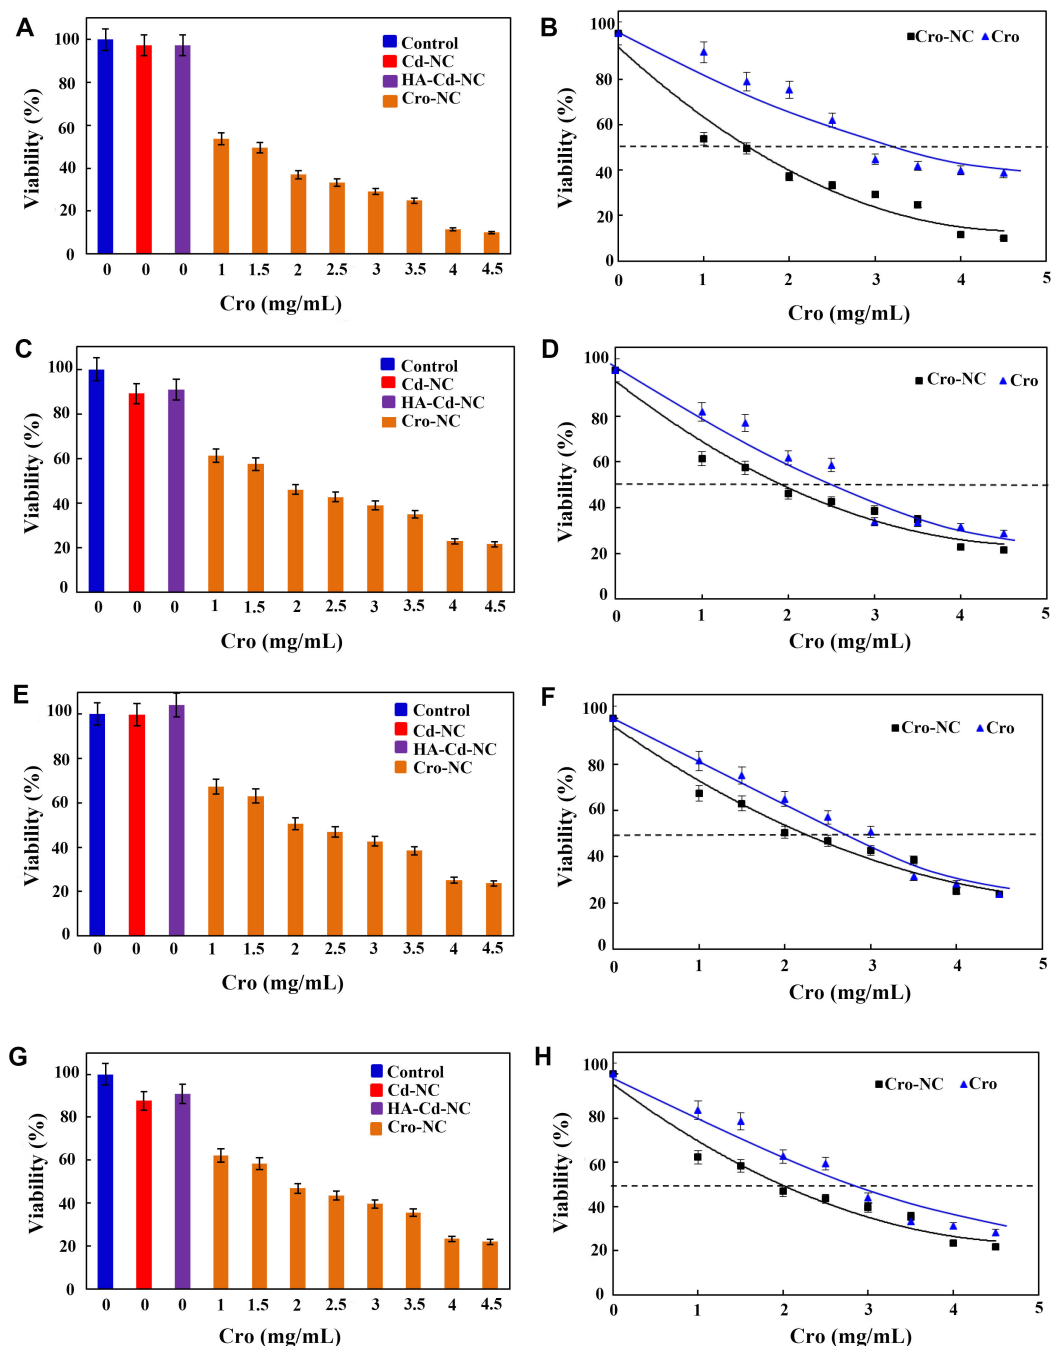 A
Viability (%)
100
80
60
40
20
0
Control
Cd-NC
HA-Cd-NC
Cro-NC
0 0 0 1 1.5 2 2.5 3 3.5 4 4.5
Cro (mg/mL)
B
Viability (%)
100
80
60
40
20
0
Cro-NC Cro
0 1 2 3 4 5
Cro (mg/mL)
C
Viability (%)
100
80
60
40
20
0
Control
Cd-NC
HA-Cd-NC
Cro-NC
0 0 0 1 1.5 2 2.5 3 3.5 4 4.5
Cro (mg/mL)
D
Viability (%)
100
80
60
40
20
0
Cro-NC Cro
0 1 2 3 4 5
Cro (mg/mL)
E
Viability (%)
100
80
60
40
20
0
Control
Cd-NC
HA-Cd-NC
Cro-NC
0 0 0 1 1.5 2 2.5 3 3.5 4 4.5
Cro (mg/mL)
F
Viability (%)
100
80
60
40
20
0
Cro-NC Cro
0 1 2 3 4 5
Cro (mg/mL)
G
Viability (%)
100
80
60
40
20
0
Control
Cd-NC
HA-Cd-NC
Cro-NC
0 0 0 1 1.5 2 2.5 3 3.5 4 4.5
Cro (mg/mL)
H
Viability (%)
100
80
60
40
20
0
Cro-NC Cro
0 1 2 3 4 5
Cro (mg/mL)